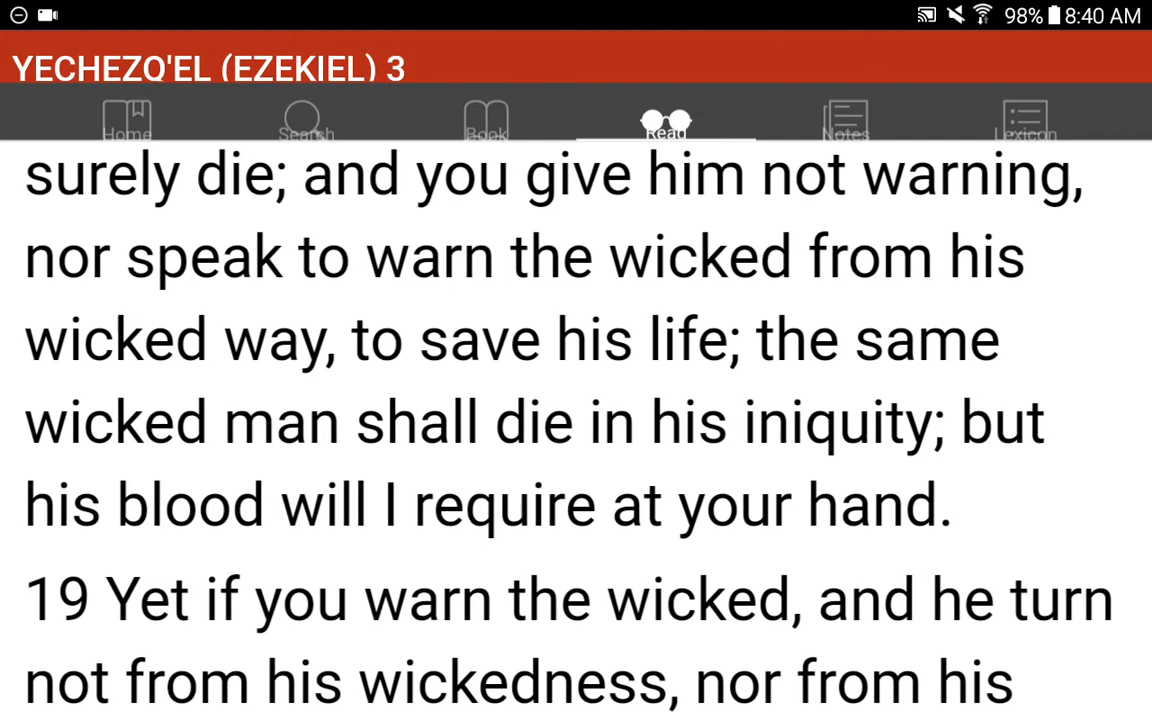 98% 8:40 AM
YECHEZQ'EL (EZEKIEL) 3
Home Search Book Read Notes Lexicon
surely die; and you give him not warning,
nor speak to warn the wicked from his
wicked way, to save his life; the same
wicked man shall die in his iniquity; but
his blood will I require at your hand.
19 Yet if you warn the wicked, and he turn
not from his wickedness, nor from his